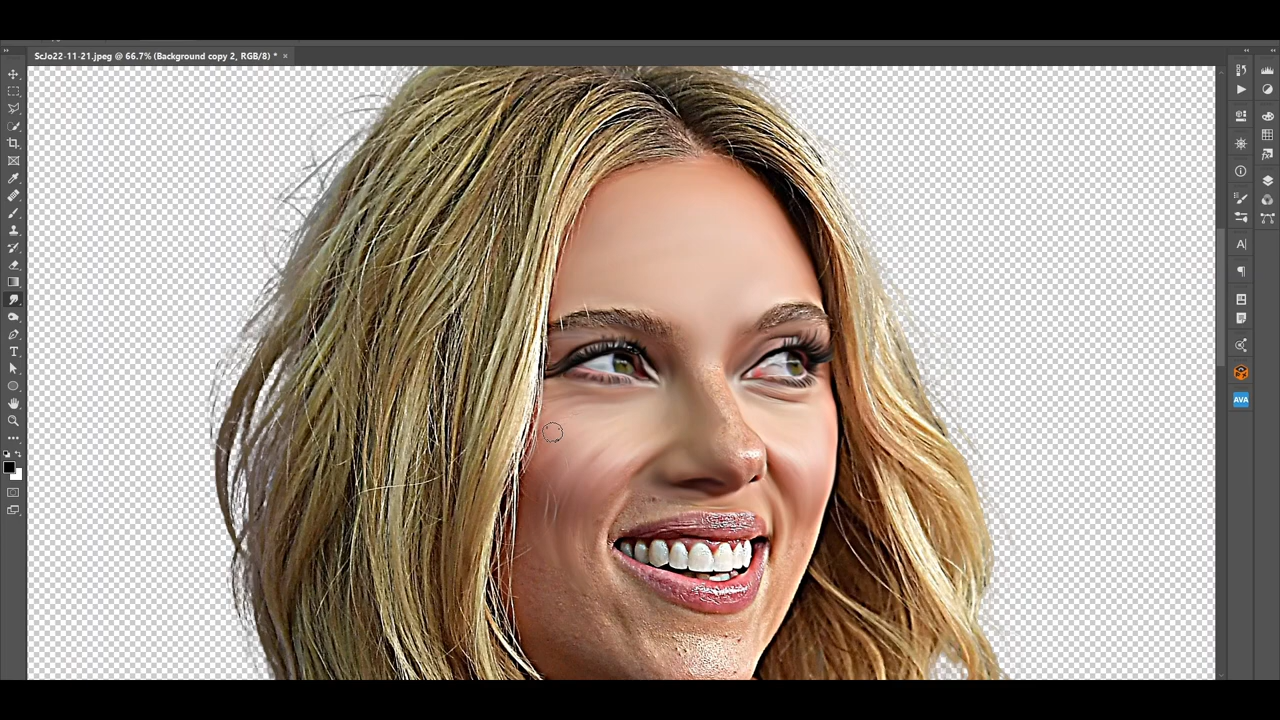 ScJo22-11-21.jpeg @ 66.7% (Background copy 2, RGB/8) * ×
AVA